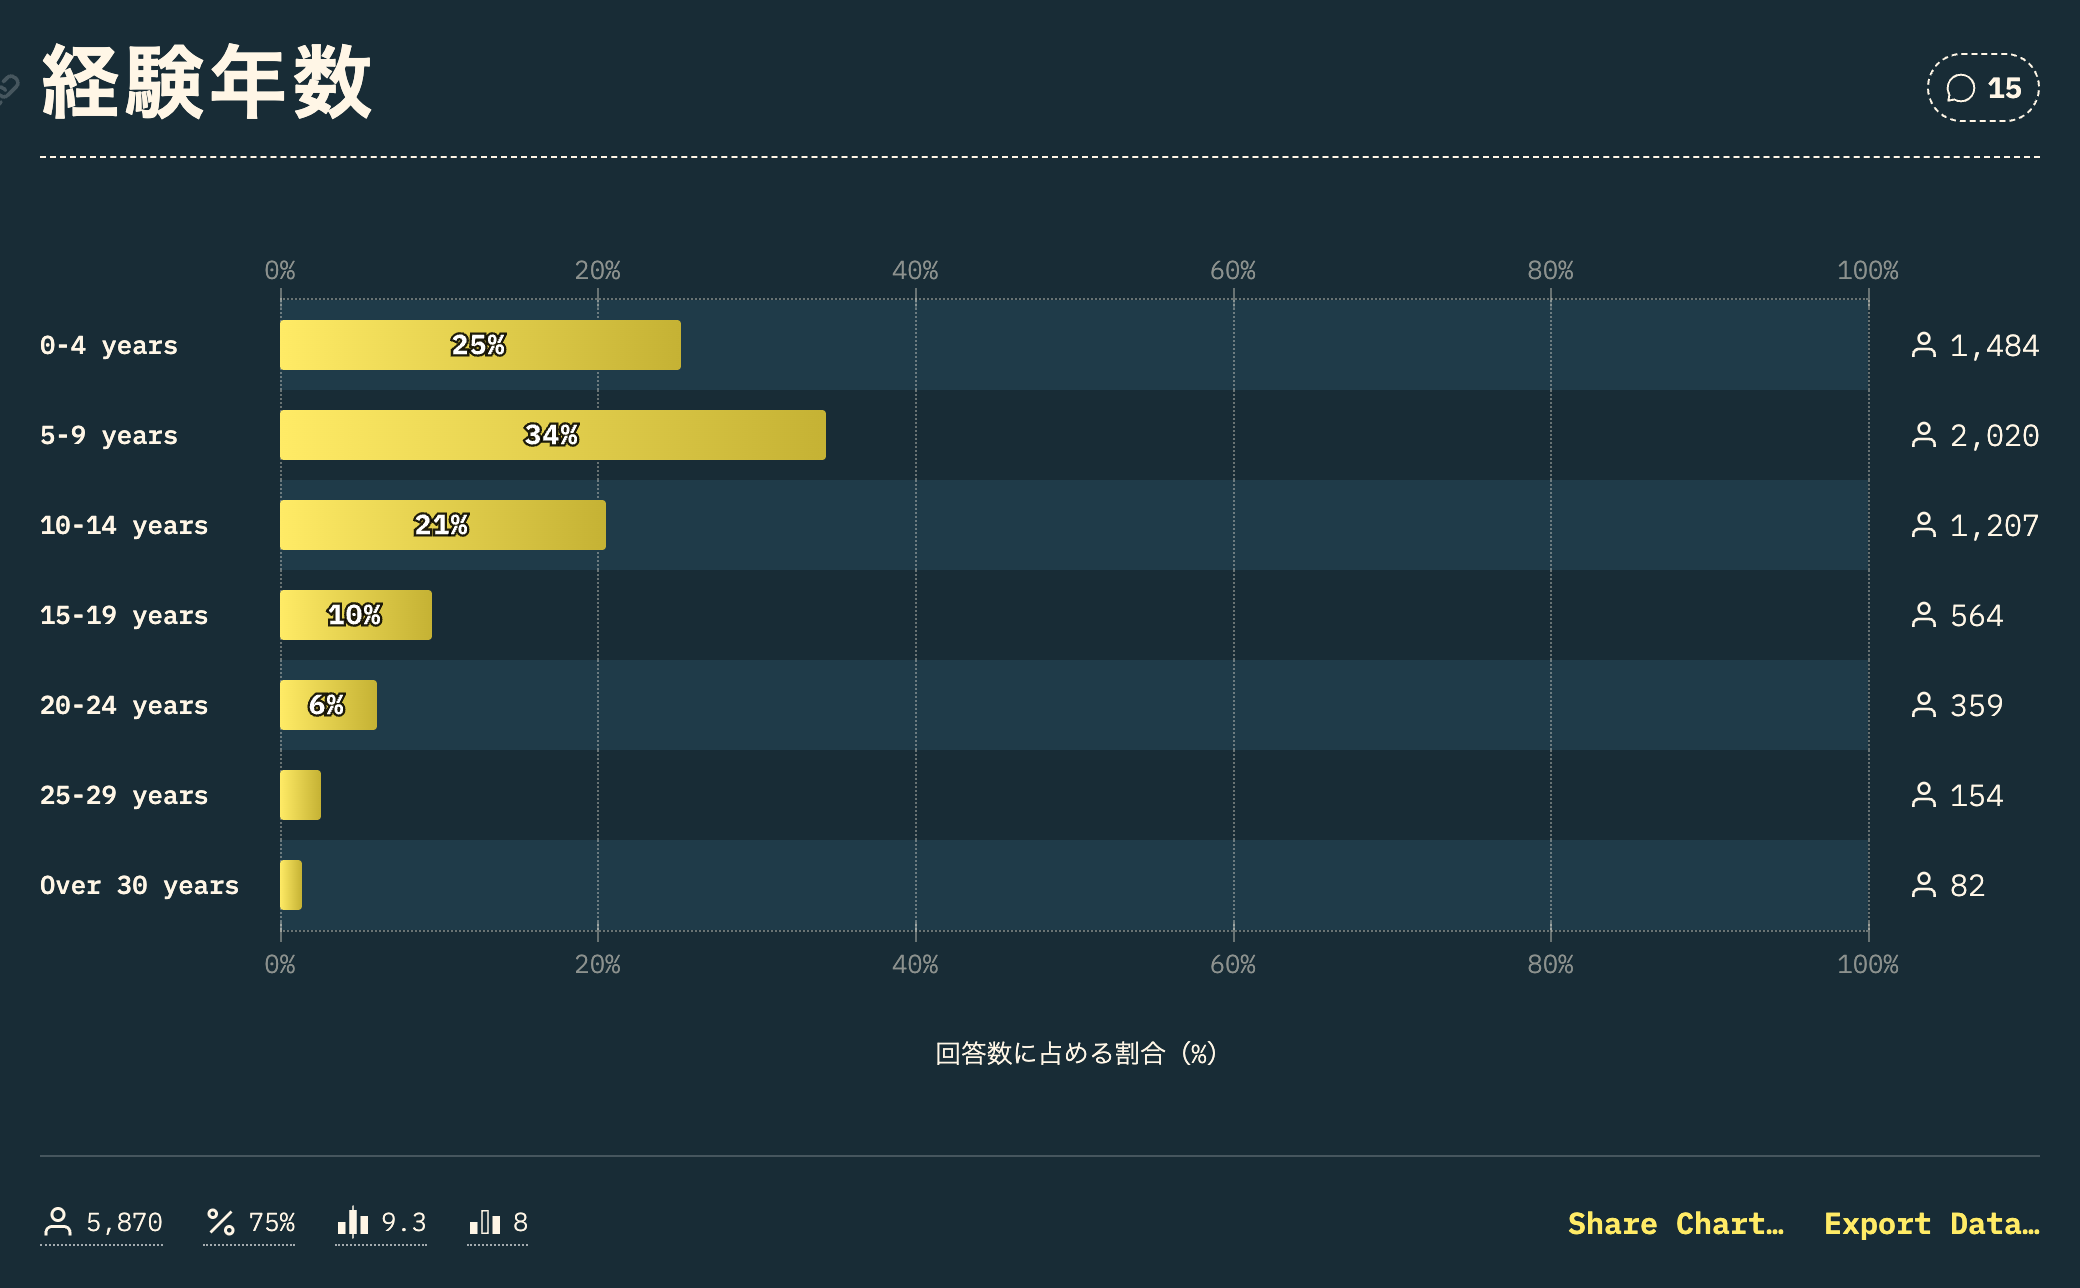 経験年数
15
0% 20% 40% 60% 80% 100%
0-4 years 25% 1,484
5-9 years 34% 2,020
10-14 years 21% 1,207
15-19 years 10% 564
20-24 years 6% 359
25-29 years 154
Over 30 years 82
0% 20% 40% 60% 80% 100%
回答数に占める割合（%）
5,870 75% 9.3 8 Share Chart… Export Data…